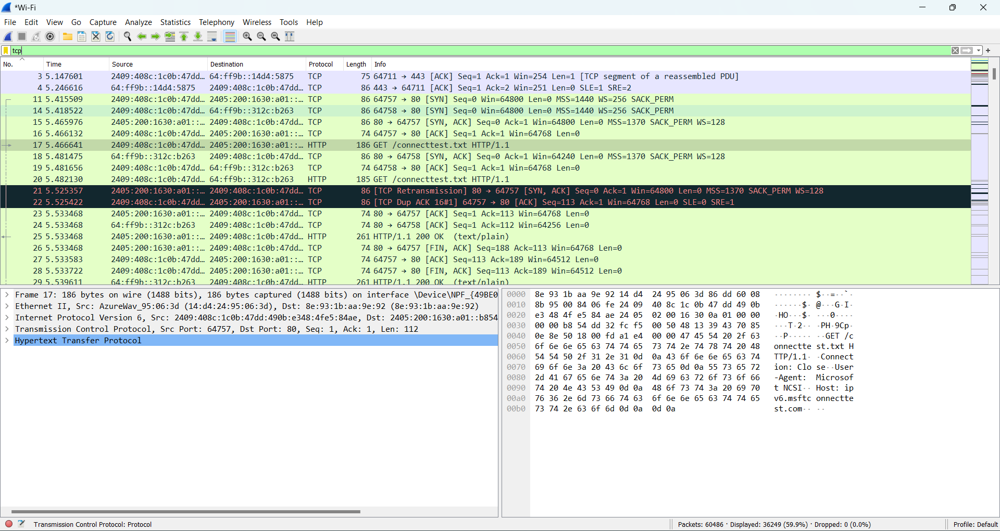 *Wi-Fi
File Edit View Go Capture Analyze Statistics Telephony Wireless Tools Help
tcp
No. Time Source Destination Protocol Length Info
3 5.147601 2409:408c:1c0b:47dd… 64:ff9b::14d4:5875 TCP 75 64711 → 443 [ACK] Seq=1 Ack=1 Win=254 Len=1 [TCP segment of a reassembled PDU]
4 5.246616 64:ff9b::14d4:5875 2409:408c:1c0b:47dd… TCP 86 443 → 64711 [ACK] Seq=1 Ack=2 Win=251 Len=0 SLE=1 SRE=2
11 5.415509 2409:408c:1c0b:47dd… 2405:200:1630:a01::… TCP 86 64757 → 80 [SYN] Seq=0 Win=64800 Len=0 MSS=1440 WS=256 SACK_PERM
14 5.418522 2409:408c:1c0b:47dd… 64:ff9b::312c:b263 TCP 86 64758 → 80 [SYN] Seq=0 Win=64800 Len=0 MSS=1440 WS=256 SACK_PERM
15 5.465976 2405:200:1630:a01::… 2409:408c:1c0b:47dd… TCP 86 80 → 64757 [SYN, ACK] Seq=0 Ack=1 Win=64800 Len=0 MSS=1370 SACK_PERM WS=128
16 5.466132 2409:408c:1c0b:47dd… 2405:200:1630:a01::… TCP 74 64757 → 80 [ACK] Seq=1 Ack=1 Win=64768 Len=0
17 5.466641 2409:408c:1c0b:47dd… 2405:200:1630:a01::… HTTP 186 GET /connecttest.txt HTTP/1.1
18 5.481475 64:ff9b::312c:b263 2409:408c:1c0b:47dd… TCP 86 80 → 64758 [SYN, ACK] Seq=0 Ack=1 Win=64240 Len=0 MSS=1370 SACK_PERM WS=128
19 5.481656 2409:408c:1c0b:47dd… 64:ff9b::312c:b263 TCP 74 64758 → 80 [ACK] Seq=1 Ack=1 Win=64768 Len=0
20 5.482130 2409:408c:1c0b:47dd… 64:ff9b::312c:b263 HTTP 185 GET /connecttest.txt HTTP/1.1
21 5.525357 2405:200:1630:a01::… 2409:408c:1c0b:47dd… TCP 86 [TCP Retransmission] 80 → 64757 [SYN, ACK] Seq=0 Ack=1 Win=64800 Len=0 MSS=1370 SACK_PERM WS=128
22 5.525422 2409:408c:1c0b:47dd… 2405:200:1630:a01::… TCP 86 [TCP Dup ACK 16#1] 64757 → 80 [ACK] Seq=113 Ack=1 Win=64768 Len=0 SLE=0 SRE=1
23 5.533468 2405:200:1630:a01::… 2409:408c:1c0b:47dd… TCP 74 80 → 64757 [ACK] Seq=1 Ack=113 Win=64768 Len=0
24 5.533468 64:ff9b::312c:b263 2409:408c:1c0b:47dd… TCP 74 80 → 64758 [ACK] Seq=1 Ack=112 Win=64256 Len=0
25 5.533468 2405:200:1630:a01::… 2409:408c:1c0b:47dd… HTTP 261 HTTP/1.1 200 OK (text/plain)
26 5.533468 2405:200:1630:a01::… 2409:408c:1c0b:47dd… TCP 74 80 → 64757 [FIN, ACK] Seq=188 Ack=113 Win=64768 Len=0
27 5.533583 2409:408c:1c0b:47dd… 2405:200:1630:a01::… TCP 74 64757 → 80 [ACK] Seq=113 Ack=189 Win=64512 Len=0
28 5.533722 2409:408c:1c0b:47dd… 2405:200:1630:a01::… TCP 74 64757 → 80 [FIN, ACK] Seq=113 Ack=189 Win=64512 Len=0
29 5.539611 64:ff9b::312c:b263 2409:408c:1c0b:47dd… HTTP 261 HTTP/1.1 200 OK (text/plain)
Frame 17: 186 bytes on wire (1488 bits), 186 bytes captured (1488 bits) on interface \Device\NPF_{49BE0
Ethernet II, Src: AzureWav_95:06:3d (14:d4:24:95:06:3d), Dst: 8e:93:1b:aa:9e:92 (8e:93:1b:aa:9e:92)
Internet Protocol Version 6, Src: 2409:408c:1c0b:47dd:490b:e348:4fe5:84ae, Dst: 2405:200:1630:a01::b854
Transmission Control Protocol, Src Port: 64757, Dst Port: 80, Seq: 1, Ack: 1, Len: 112
Hypertext Transfer Protocol
0000 8e 93 1b aa 9e 92 14 d4 24 95 06 3d 86 dd 60 08 ········ $··=··`·
0010 8b 95 00 84 06 fe 24 09 40 8c 1c 0b 47 dd 49 0b ······$· @···G·I·
0020 e3 48 4f e5 84 ae 24 05 02 00 16 30 0a 01 00 00 ·HO···$· ···0····
0030 00 00 b8 54 dd 32 fc f5 00 50 48 13 39 43 70 85 ···T·2·· ·PH·9Cp·
0040 0e 8e 50 18 00 fd a1 e4 00 00 47 45 54 20 2f 63 ··P····· ··GET /c
0050 6f 6e 6e 65 63 74 74 65 73 74 2e 74 78 74 20 48 onnectte st.txt H
0060 54 54 50 2f 31 2e 31 0d 0a 43 6f 6e 6e 65 63 74 TTP/1.1· ·Connect
0070 69 6f 6e 3a 20 43 6c 6f 73 65 0d 0a 55 73 65 72 ion: Clo se··User
0080 2d 41 67 65 6e 74 3a 20 4d 69 63 72 6f 73 6f 66 -Agent: Microsof
0090 74 20 4e 43 53 49 0d 0a 48 6f 73 74 3a 20 69 70 t NCSI·· Host: ip
00a0 76 36 2e 6d 73 66 74 63 6f 6e 6e 65 63 74 74 65 v6.msftc onnectte
00b0 73 74 2e 63 6f 6d 0d 0a 0d 0a st.com·· ··
Transmission Control Protocol: Protocol
Packets: 60486 · Displayed: 36249 (59.9%) · Dropped: 0 (0.0%)
Profile: Default